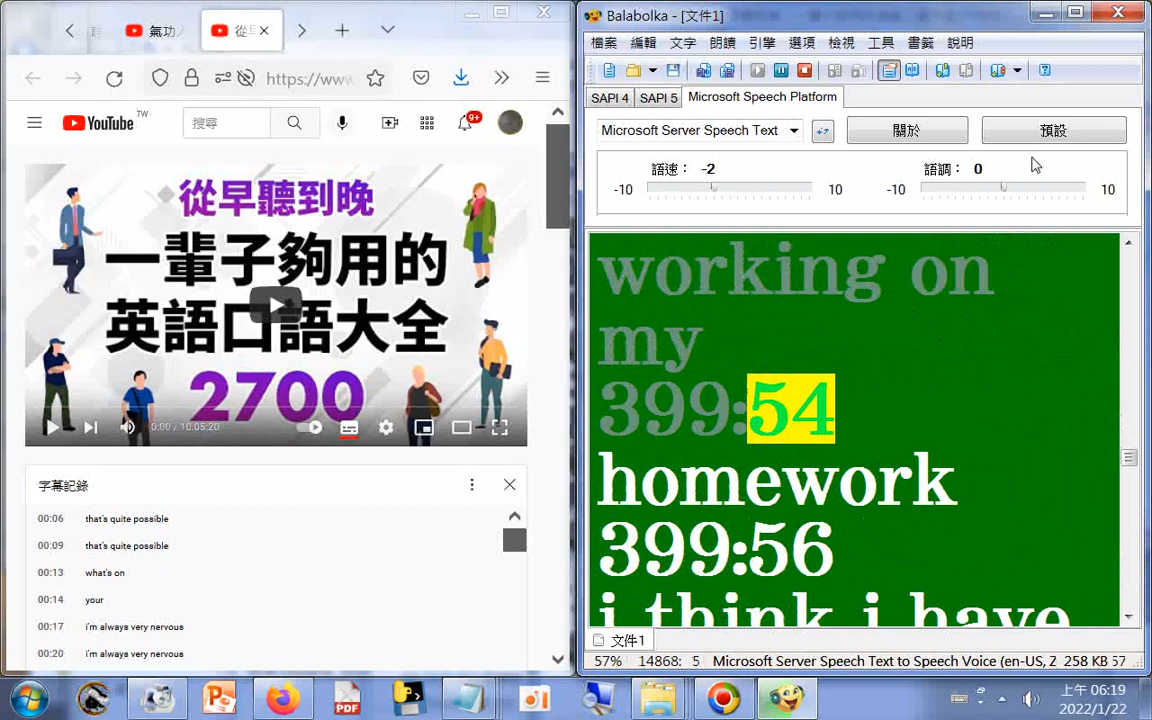 氣功
從
https://www
YouTube TW
搜尋
9+
從早聽到晚
一輩子夠用的
英語口語大全
2700
0:00 / 10:05:20
字幕記錄
00:06 that's quite possible
00:09 that's quite possible
00:13 what's on
00:14 your
00:17 i'm always very nervous
00:20 i'm always very nervous
Balabolka - [文件1]
檔案 編輯 文字 朗讀 引擎 選項 檢視 工具 書籤 說明
SAPI 4 SAPI 5 Microsoft Speech Platform
Microsoft Server Speech Text 關於 預設
語速： -2 語調： 0
-10 10 -10 10
working on
my
399:54
homework
399:56
i think i have
文件1
57% 14868: 5 Microsoft Server Speech Text to Speech Voice (en-US, 2 258 KB 57
PDF
上午 06:19
2022/1/22